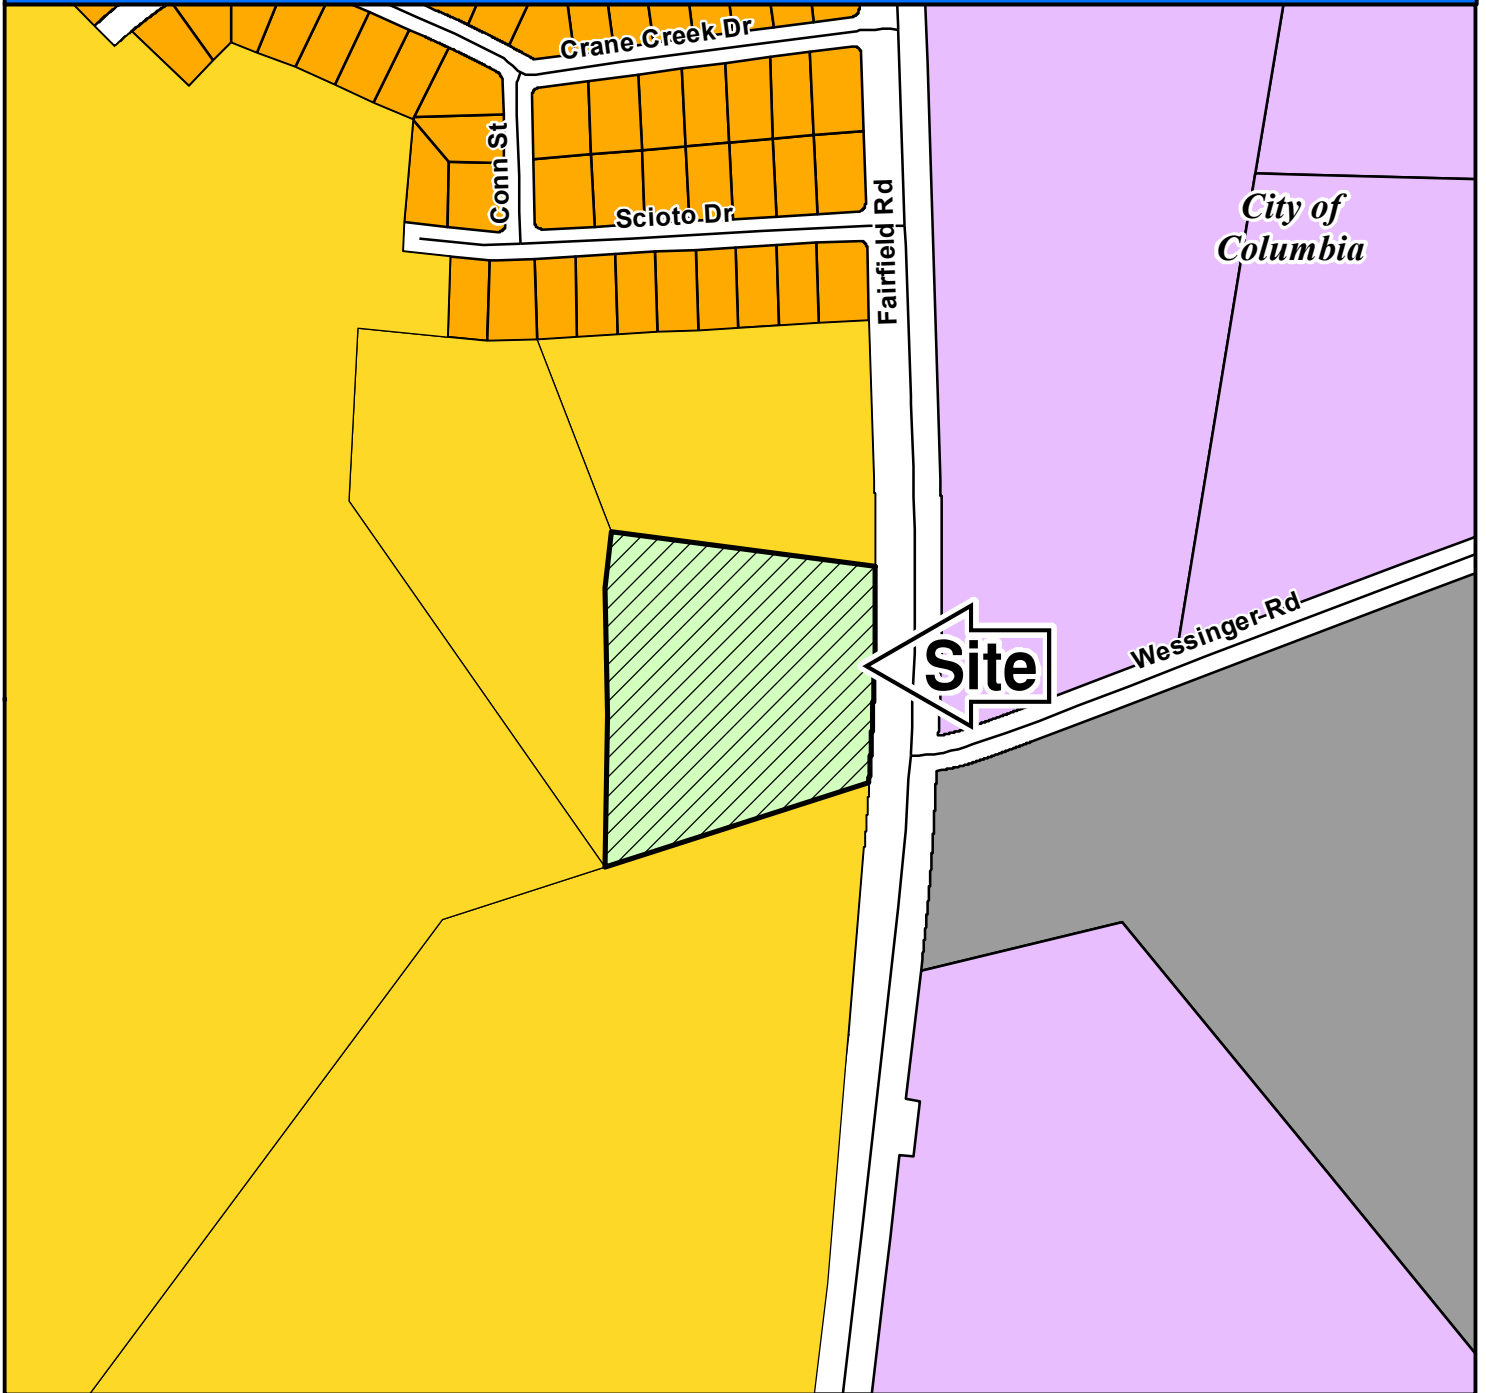 Crane Creek Dr
Conn St
Scioto Dr
Fairfield Rd
City of
Columbia
Wessinger Rd
Site